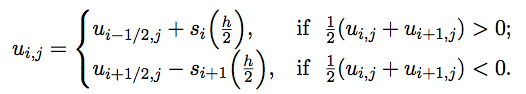 u_{i,j} = { u_{i-1/2,j} + s_i(h/2), if 1/2(u_{i,j} + u_{i+1,j}) > 0;
u_{i+1/2,j} − s_{i+1}(h/2), if 1/2(u_{i,j} + u_{i+1,j}) < 0.